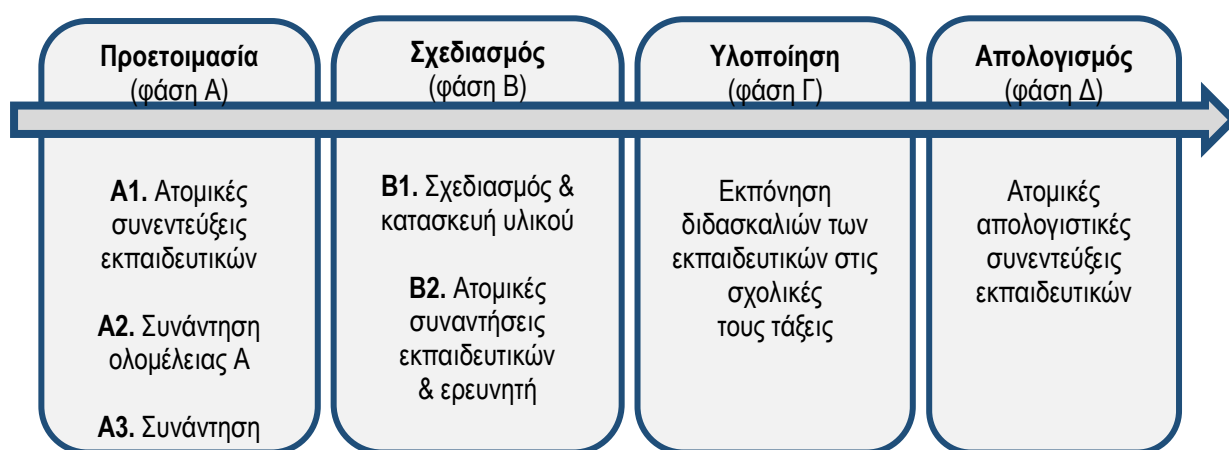 Προετοιμασία
(φάση Α)
Α1. Ατομικές
συνεντεύξεις
εκπαιδευτικών
Α2. Συνάντηση
ολομέλειας Α
Α3. Συνάντηση
Σχεδιασμός
(φάση Β)
Β1. Σχεδιασμός &
κατασκευή υλικού
Β2. Ατομικές
συναντήσεις
εκπαιδευτικών
& ερευνητή
Υλοποίηση
(φάση Γ)
Εκπόνηση
διδασκαλιών των
εκπαιδευτικών στις
σχολικές
τους τάξεις
Απολογισμός
(φάση Δ)
Ατομικές
απολογιστικές
συνεντεύξεις
εκπαιδευτικών